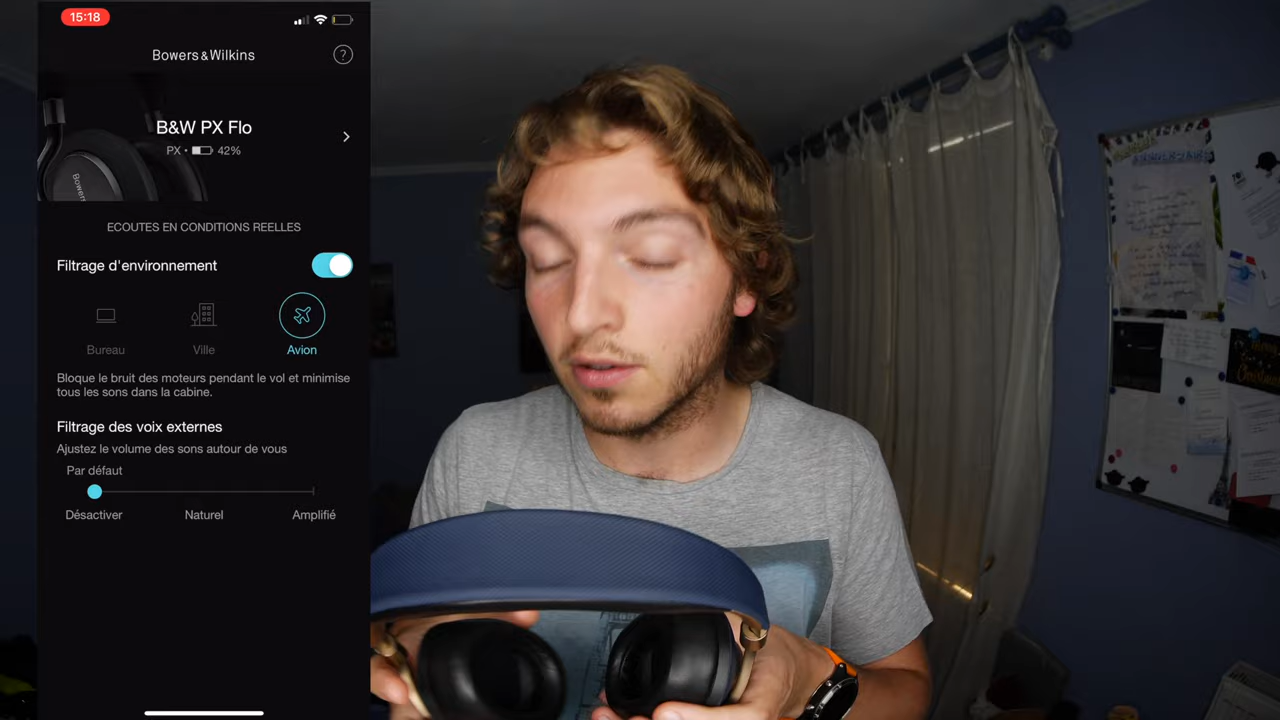 15:18
Bowers & Wilkins
?
B&W PX Flo
PX • 42%
Bowers
ECOUTES EN CONDITIONS REELLES
Filtrage d'environnement
Bureau
Ville
Avion
Bloque le bruit des moteurs pendant le vol et minimise
tous les sons dans la cabine.
Filtrage des voix externes
Ajustez le volume des sons autour de vous
Par défaut
Désactiver
Naturel
Amplifié